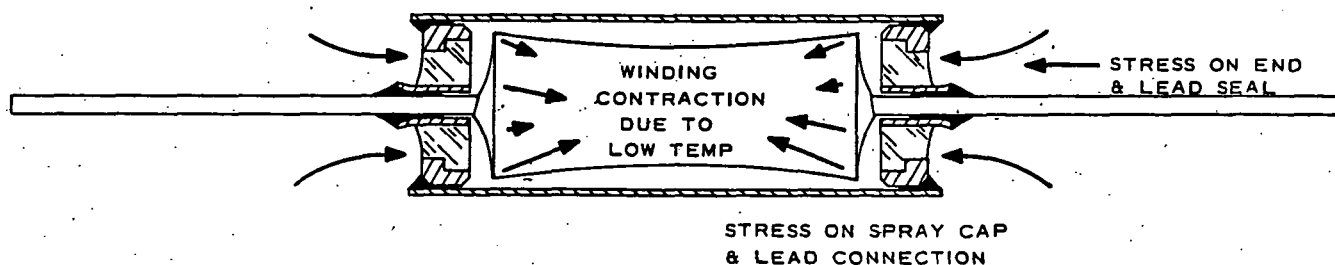 WINDING
CONTRACTION
DUE TO
LOW TEMP
STRESS ON END
& LEAD SEAL
STRESS ON SPRAY CAP
& LEAD CONNECTION